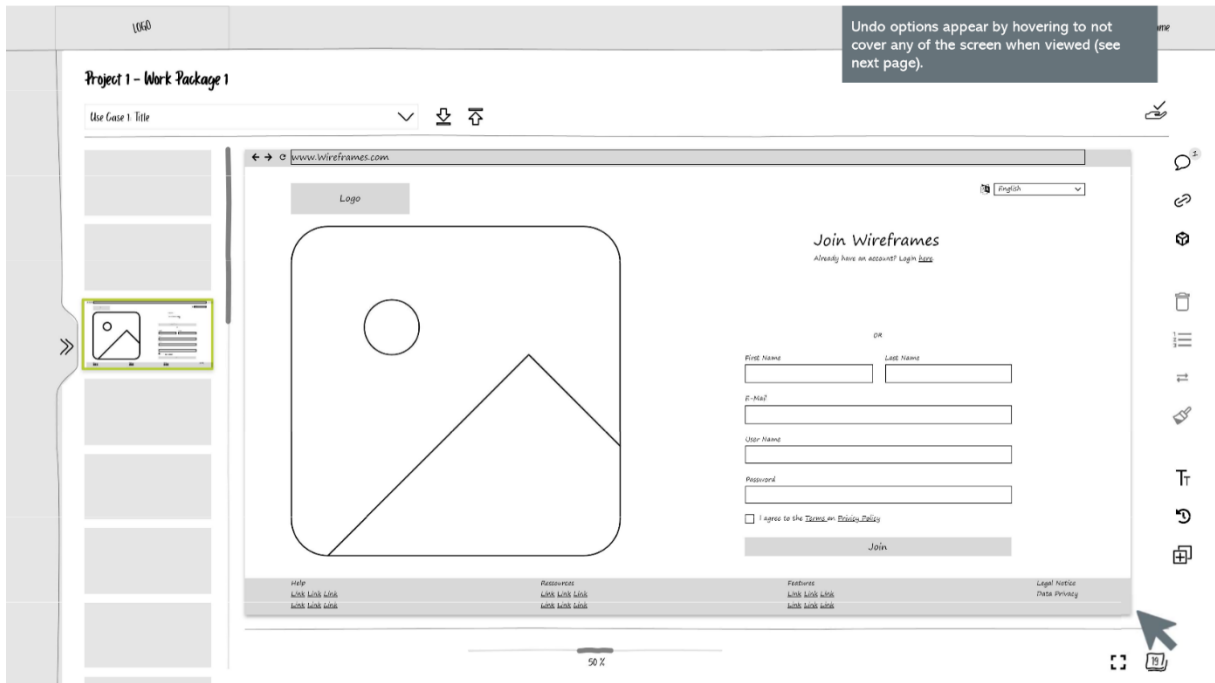 LOGO
Undo options appear by hovering to not
cover any of the screen when viewed (see
next page).
Project 1 - Work Package 1
Use Case 1: Title
www.Wireframes.com
1
Logo
English
Join Wireframes
Already have an account? Login here
OR
First Name
Last Name
E-Mail
User Name
Password
I agree to the Terms an Privacy Policy
Join
Help
Ressources
Features
Legal Notice
Link Link Link
Link Link Link
Link Link Link
Data Privacy
Link Link Link
Link Link Link
Link Link Link
50 %
19